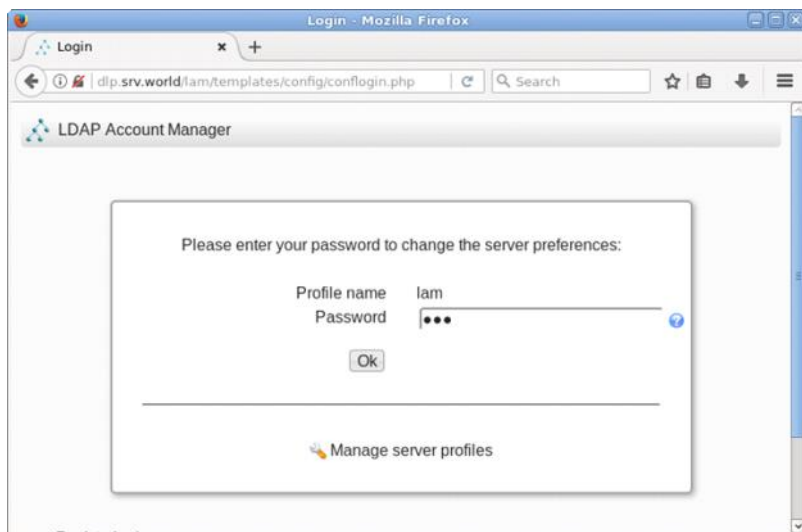 Login - Mozilla Firefox
Login
dlp.srv.world/lam/templates/config/conflogin.php
Search
LDAP Account Manager
Please enter your password to change the server preferences:
Profile name lam
Password •••
Ok
Manage server profiles